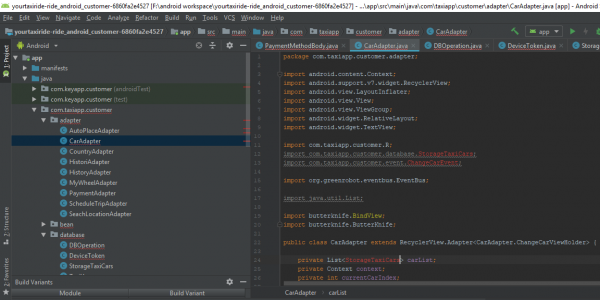 yourtaxiride-ride_android_customer-6860fa2e4527 [F:\android workspace\yourtaxiride-ride_android_customer-6860fa2e4527] - ...\app\src\main\java\com\taxiapp\customer\adapter\CarAdapter.java [app] - Android
File Edit View Navigate Code Analyze Refactor Build Run Tools VCS Window Help
yourtaxiride-ride_android_customer-6860fa2e4527 app src main java com taxiapp customer adapter CarAdapter app
Android
PaymentMethodBody.java CarAdapter.java DBOperation.java DeviceToken.java Storag
1: Project
app
manifests
java
com.keyapp.customer (androidTest)
com.keyapp.customer (test)
com.taxiapp.customer
adapter
AutoPlaceAdapter
CarAdapter
CountryAdapter
HistoriAdapter
HistoryAdapter
MyWheelAdapter
PaymentAdapter
ScheduleTripAdapter
SeachLocationAdapter
bean
database
DBOperation
DeviceToken
StorageTaxiCars
Z: Structure
2: Favorites
Build Variants
Module Build Variant
package com.taxiapp.customer.adapter;
import android.content.Context;
import android.support.v7.widget.RecyclerView;
import android.view.LayoutInflater;
import android.view.View;
import android.view.ViewGroup;
import android.widget.RelativeLayout;
import android.widget.TextView;
import com.taxiapp.customer.R;
import com.taxiapp.customer.database.StorageTaxiCars;
import com.taxiapp.customer.event.ChangeCarEvent;
import org.greenrobot.eventbus.EventBus;
import java.util.List;
import butterknife.BindView;
import butterknife.ButterKnife;
public class CarAdapter extends RecyclerView.Adapter<CarAdapter.ChangeCarViewHolder> {
private List<StorageTaxiCars> carList;
private Context context;
private int currentCarIndex;
CarAdapter carList